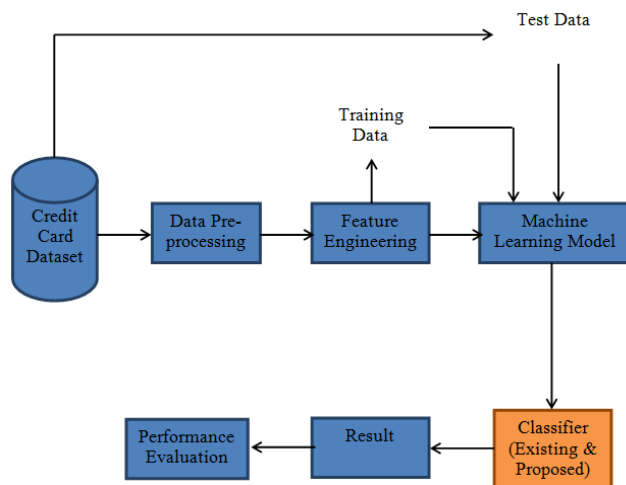 Test Data
Training
Data
Credit
Card
Dataset
Data Pre-
processing
Feature
Engineering
Machine
Learning Model
Performance
Evaluation
Result
Classifier
(Existing &
Proposed)